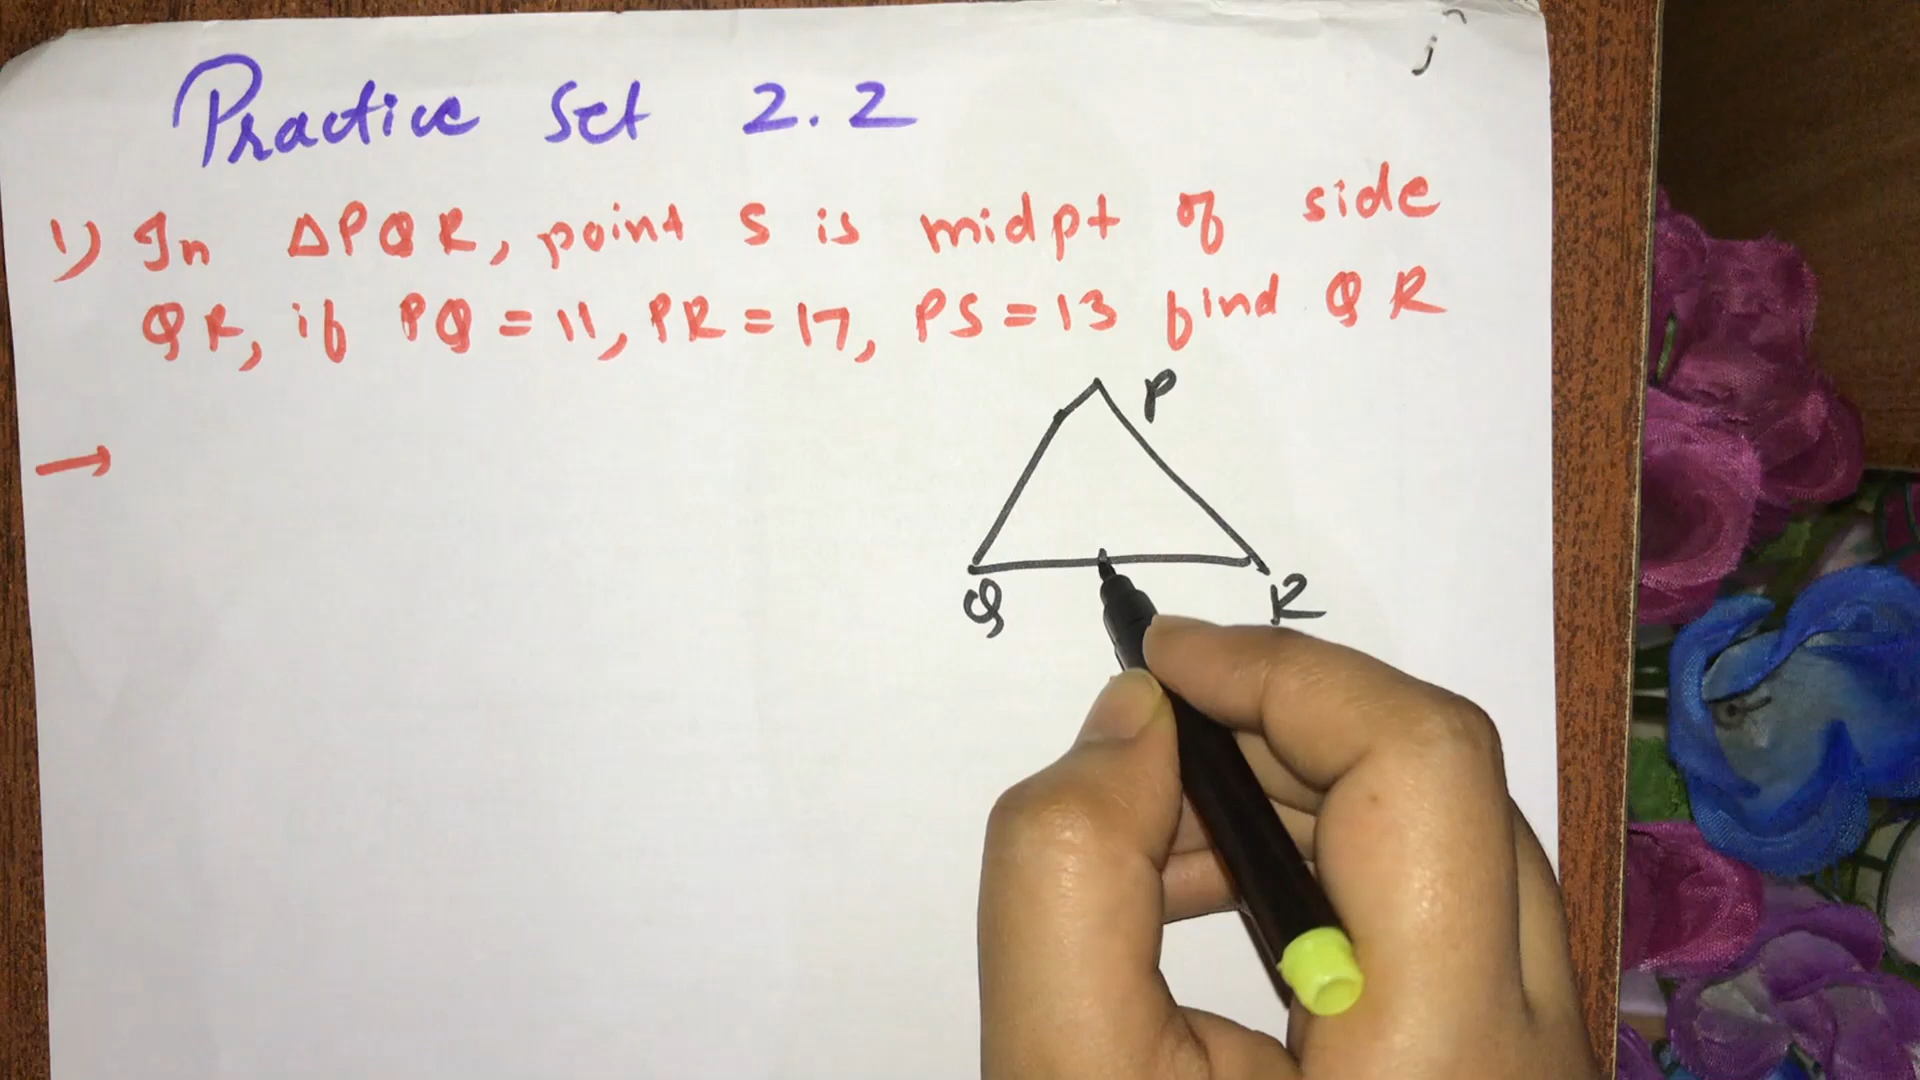 Practice Set 2.2
1) In ΔPQR, point S is midpt of side
QR, if PQ = 11, PR = 17, PS = 13 find QR
→
P
Q
R